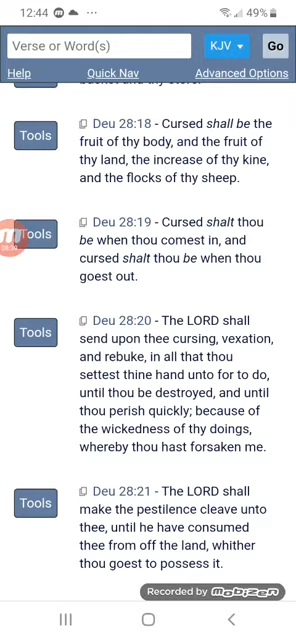 12:44 ... 49%
Verse or Word(s) KJV Go
Help Quick Nav Advanced Options
Tools
Deu 28:18 - Cursed shall be the
fruit of thy body, and the fruit of
thy land, the increase of thy kine,
and the flocks of thy sheep.
Tools
Deu 28:19 - Cursed shalt thou
be when thou comest in, and
cursed shalt thou be when thou
goest out.
Tools
Deu 28:20 - The LORD shall
send upon thee cursing, vexation,
and rebuke, in all that thou
settest thine hand unto for to do,
until thou be destroyed, and until
thou perish quickly; because of
the wickedness of thy doings,
whereby thou hast forsaken me.
Tools
Deu 28:21 - The LORD shall
make the pestilence cleave unto
thee, until he have consumed
thee from off the land, whither
thou goest to possess it.
Recorded by mobizen